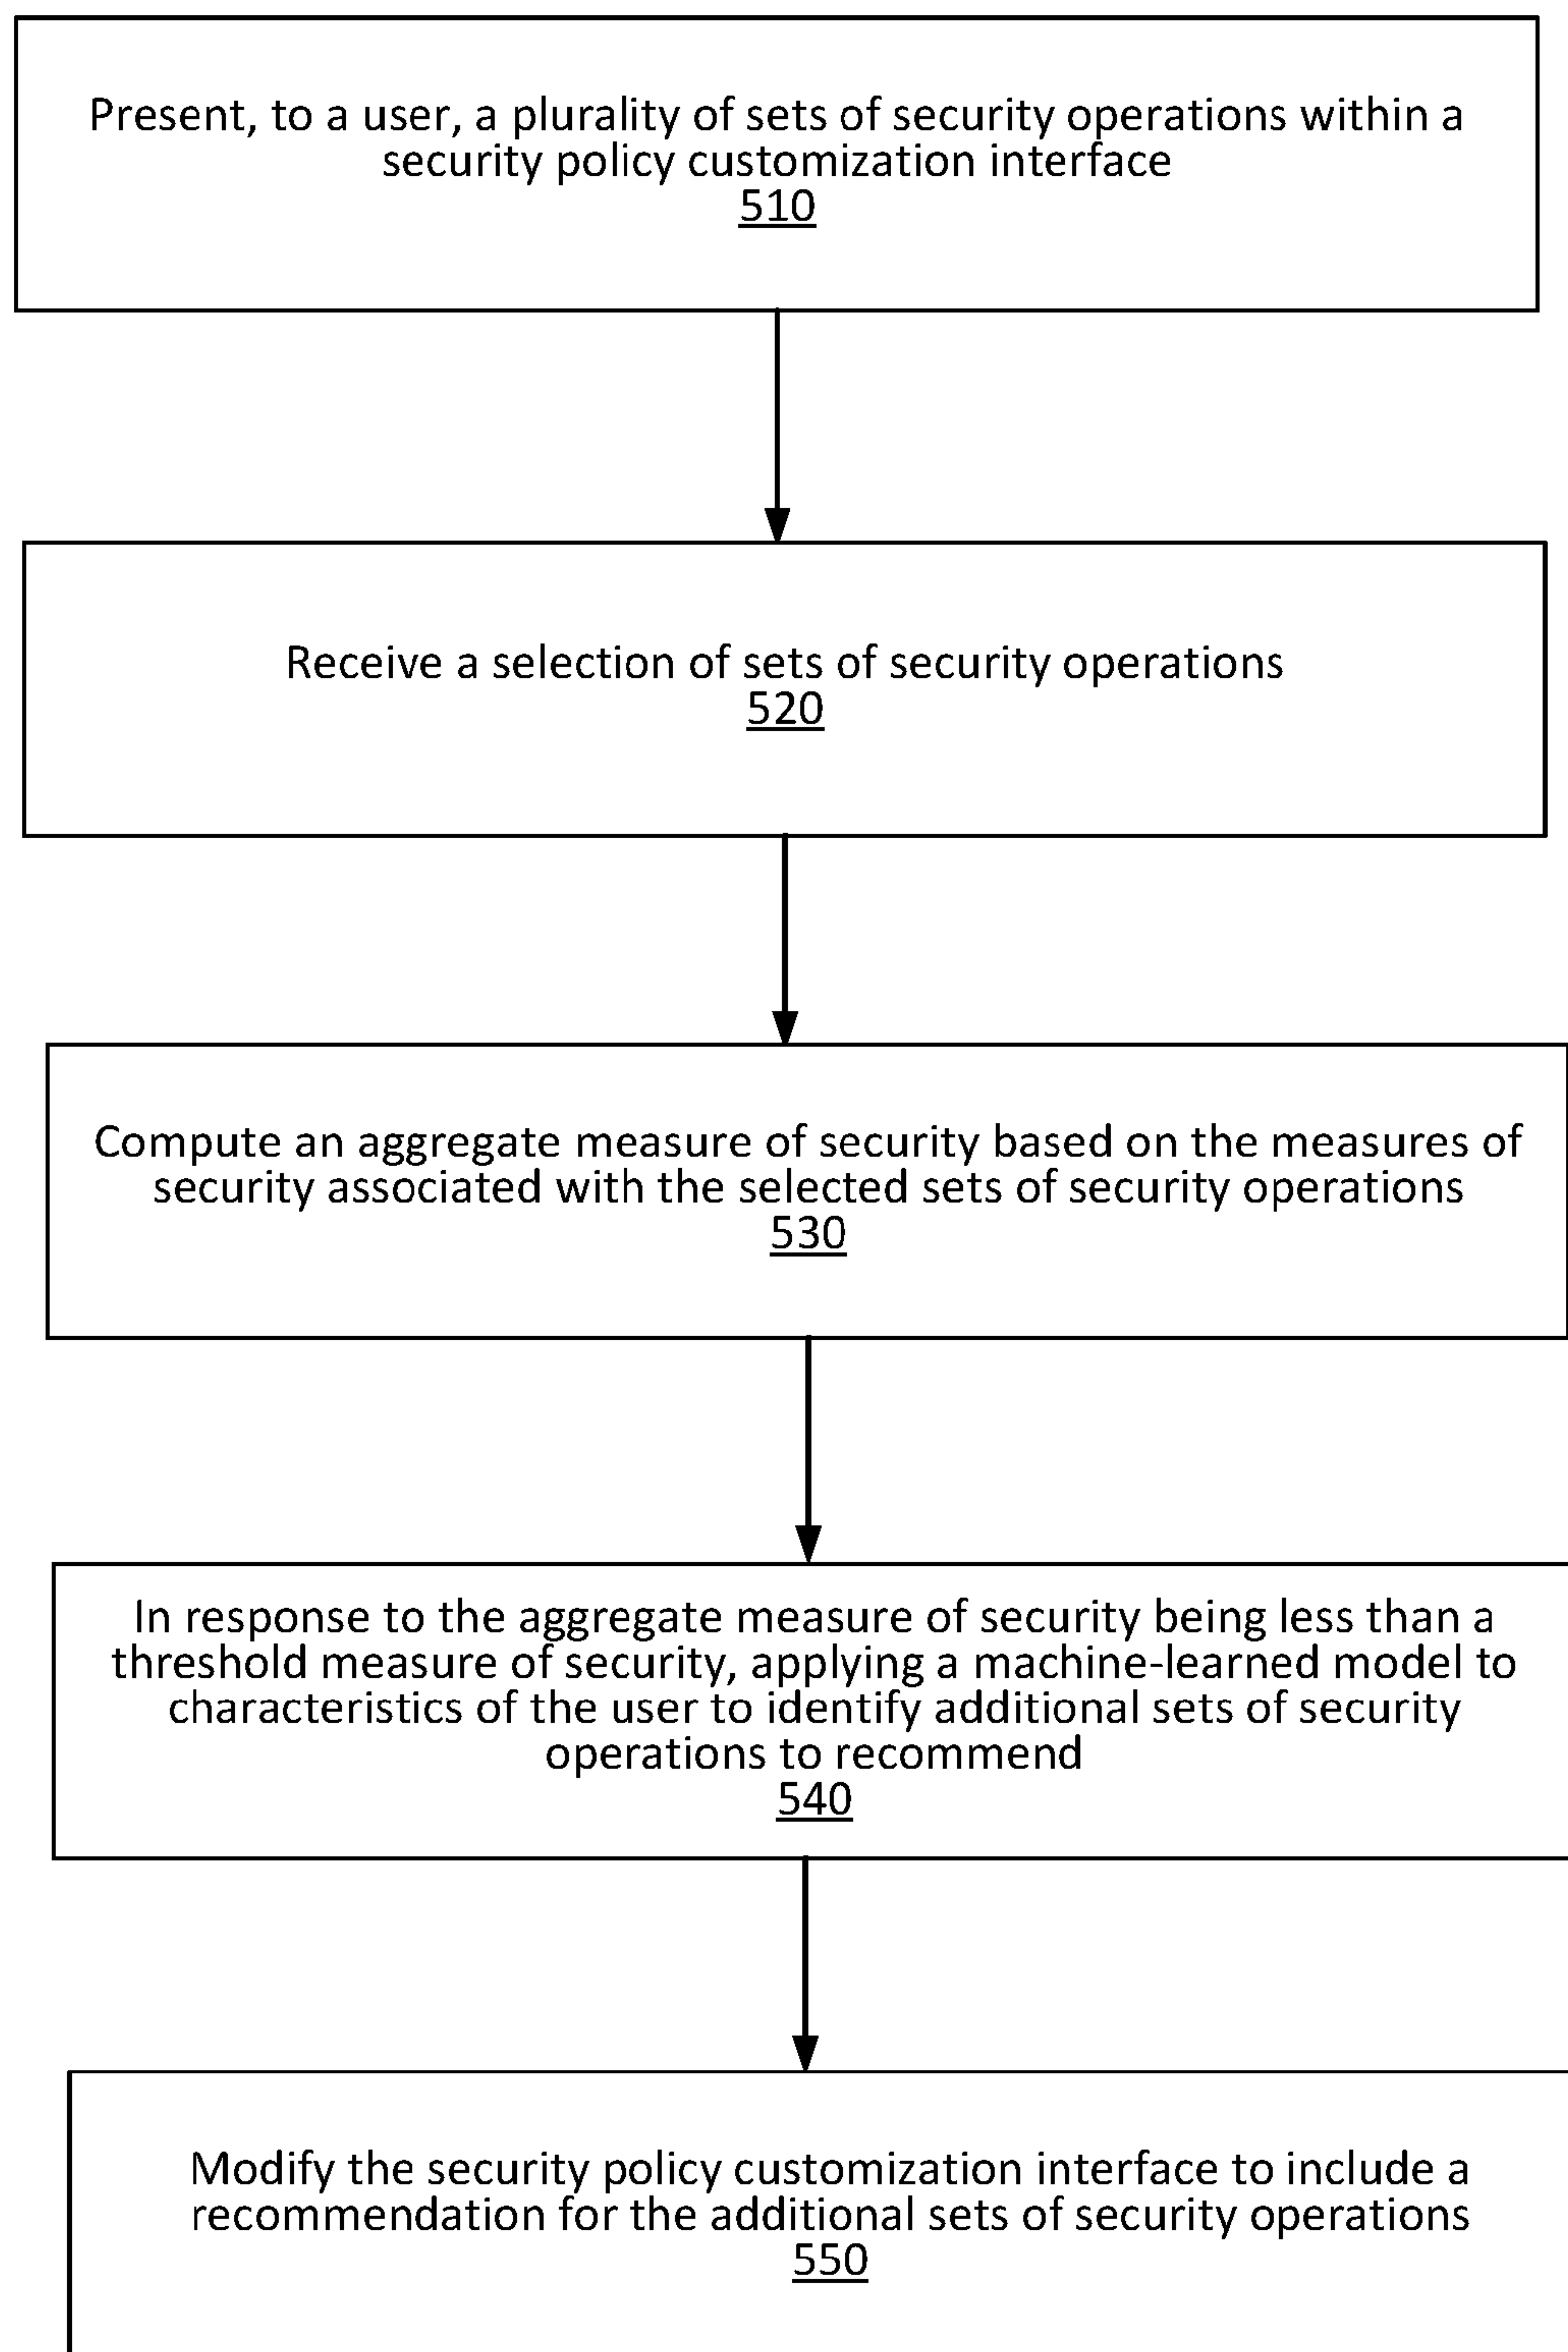 Present, to a user, a plurality of sets of security operations within a
security policy customization interface
510
Receive a selection of sets of security operations
520
Compute an aggregate measure of security based on the measures of
security associated with the selected sets of security operations
530
In response to the aggregate measure of security being less than a
threshold measure of security, applying a machine-learned model to
characteristics of the user to identify additional sets of security
operations to recommend
540
Modify the security policy customization interface to include a
recommendation for the additional sets of security operations
550